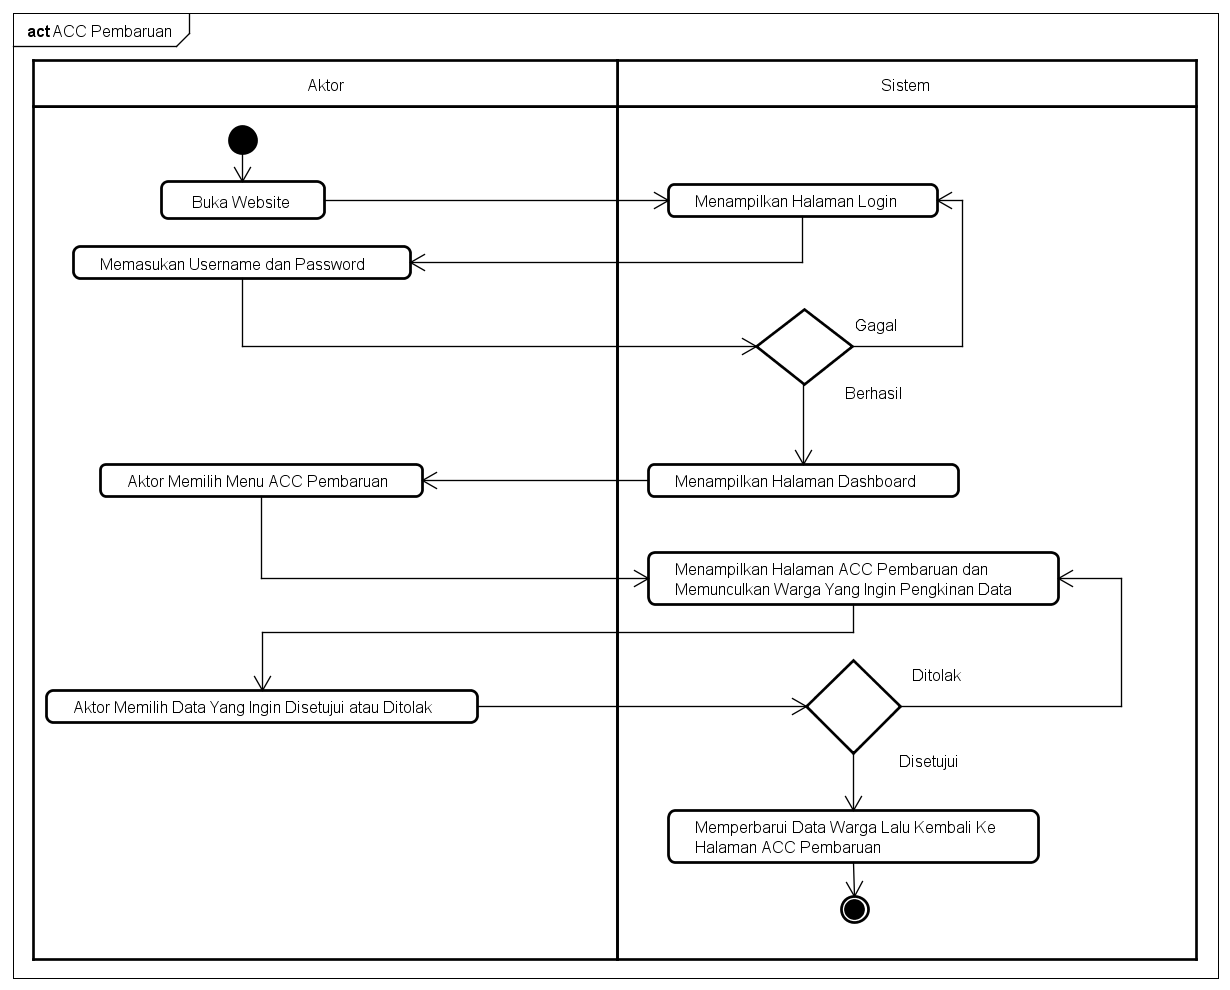 act ACC Pembaruan
Aktor
Sistem
Buka Website
Menampilkan Halaman Login
Memasukan Username dan Password
Gagal
Berhasil
Aktor Memilih Menu ACC Pembaruan
Menampilkan Halaman Dashboard
Menampilkan Halaman ACC Pembaruan dan
Memunculkan Warga Yang Ingin Pengkinan Data
Ditolak
Aktor Memilih Data Yang Ingin Disetujui atau Ditolak
Disetujui
Memperbarui Data Warga Lalu Kembali Ke
Halaman ACC Pembaruan